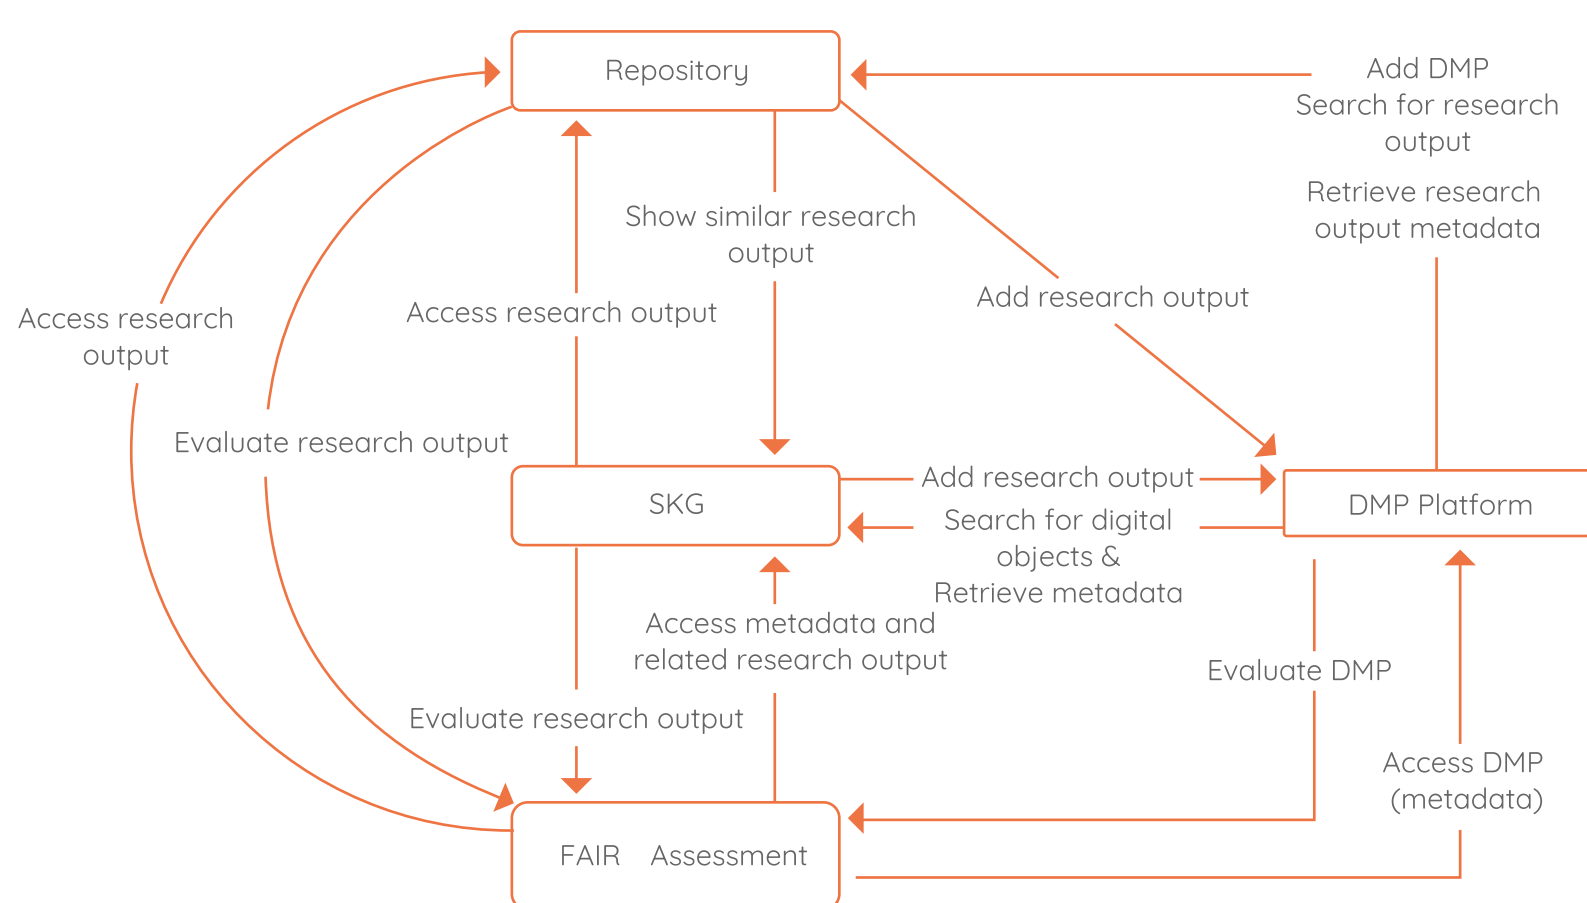 Repository
Add DMP
Search for research
output
Retrieve research
output metadata
Show similar research
output
Add research output
Access research output
Access research
output
Evaluate research output
SKG
Add research output
DMP Platform
Search for digital
objects &
Retrieve metadata
Access metadata and
related research output
Evaluate DMP
Evaluate research output
Access DMP
(metadata)
FAIR Assessment